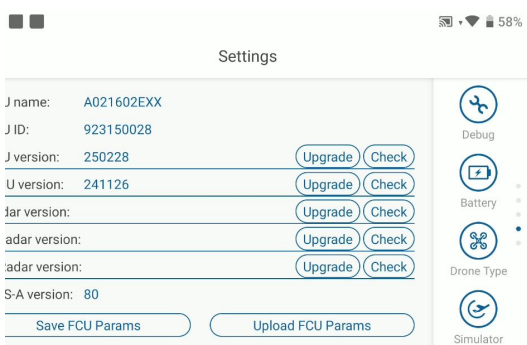 58%
Settings
U name: A021602EXX
U ID: 923150028
U version: 250228 Upgrade Check
U version: 241126 Upgrade Check
dar version: Upgrade Check
adar version: Upgrade Check
adar version: Upgrade Check
S-A version: 80
Save FCU Params Upload FCU Params
Debug
Battery
Drone Type
Simulator